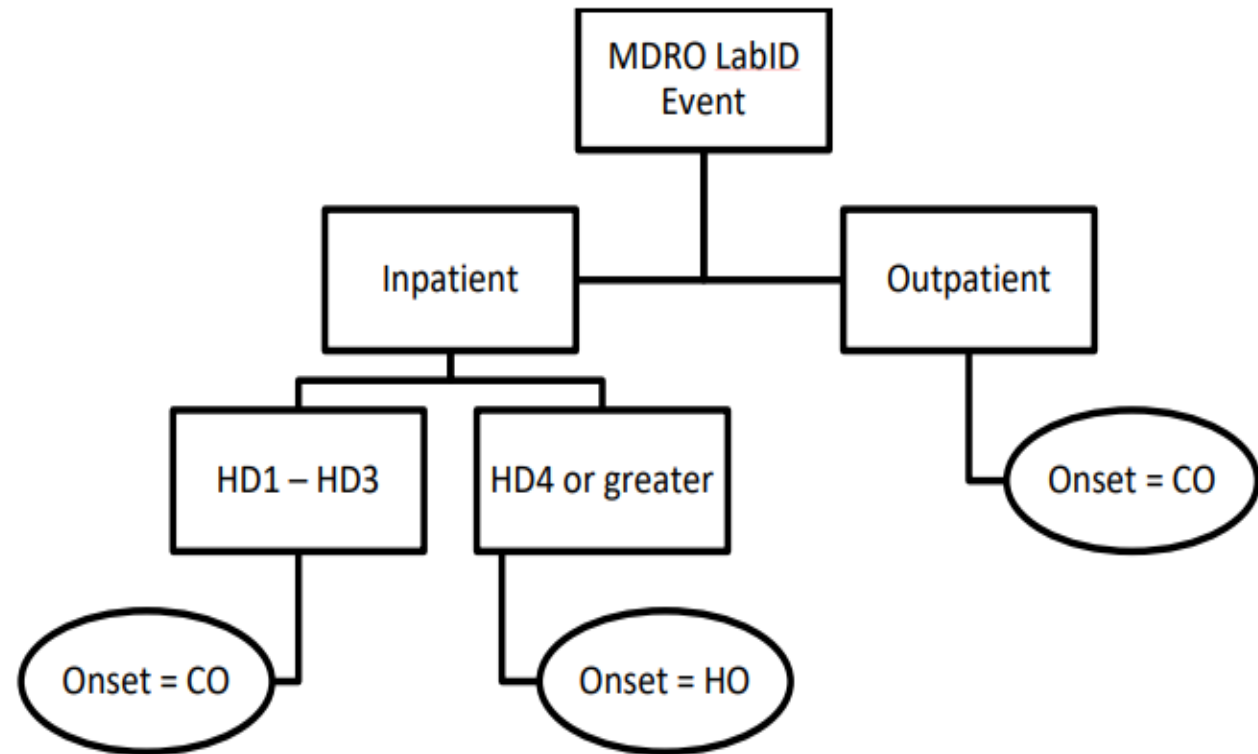 MDRO LabID
Event
Inpatient
Outpatient
HD1 – HD3
HD4 or greater
Onset = CO
Onset = CO
Onset = HO